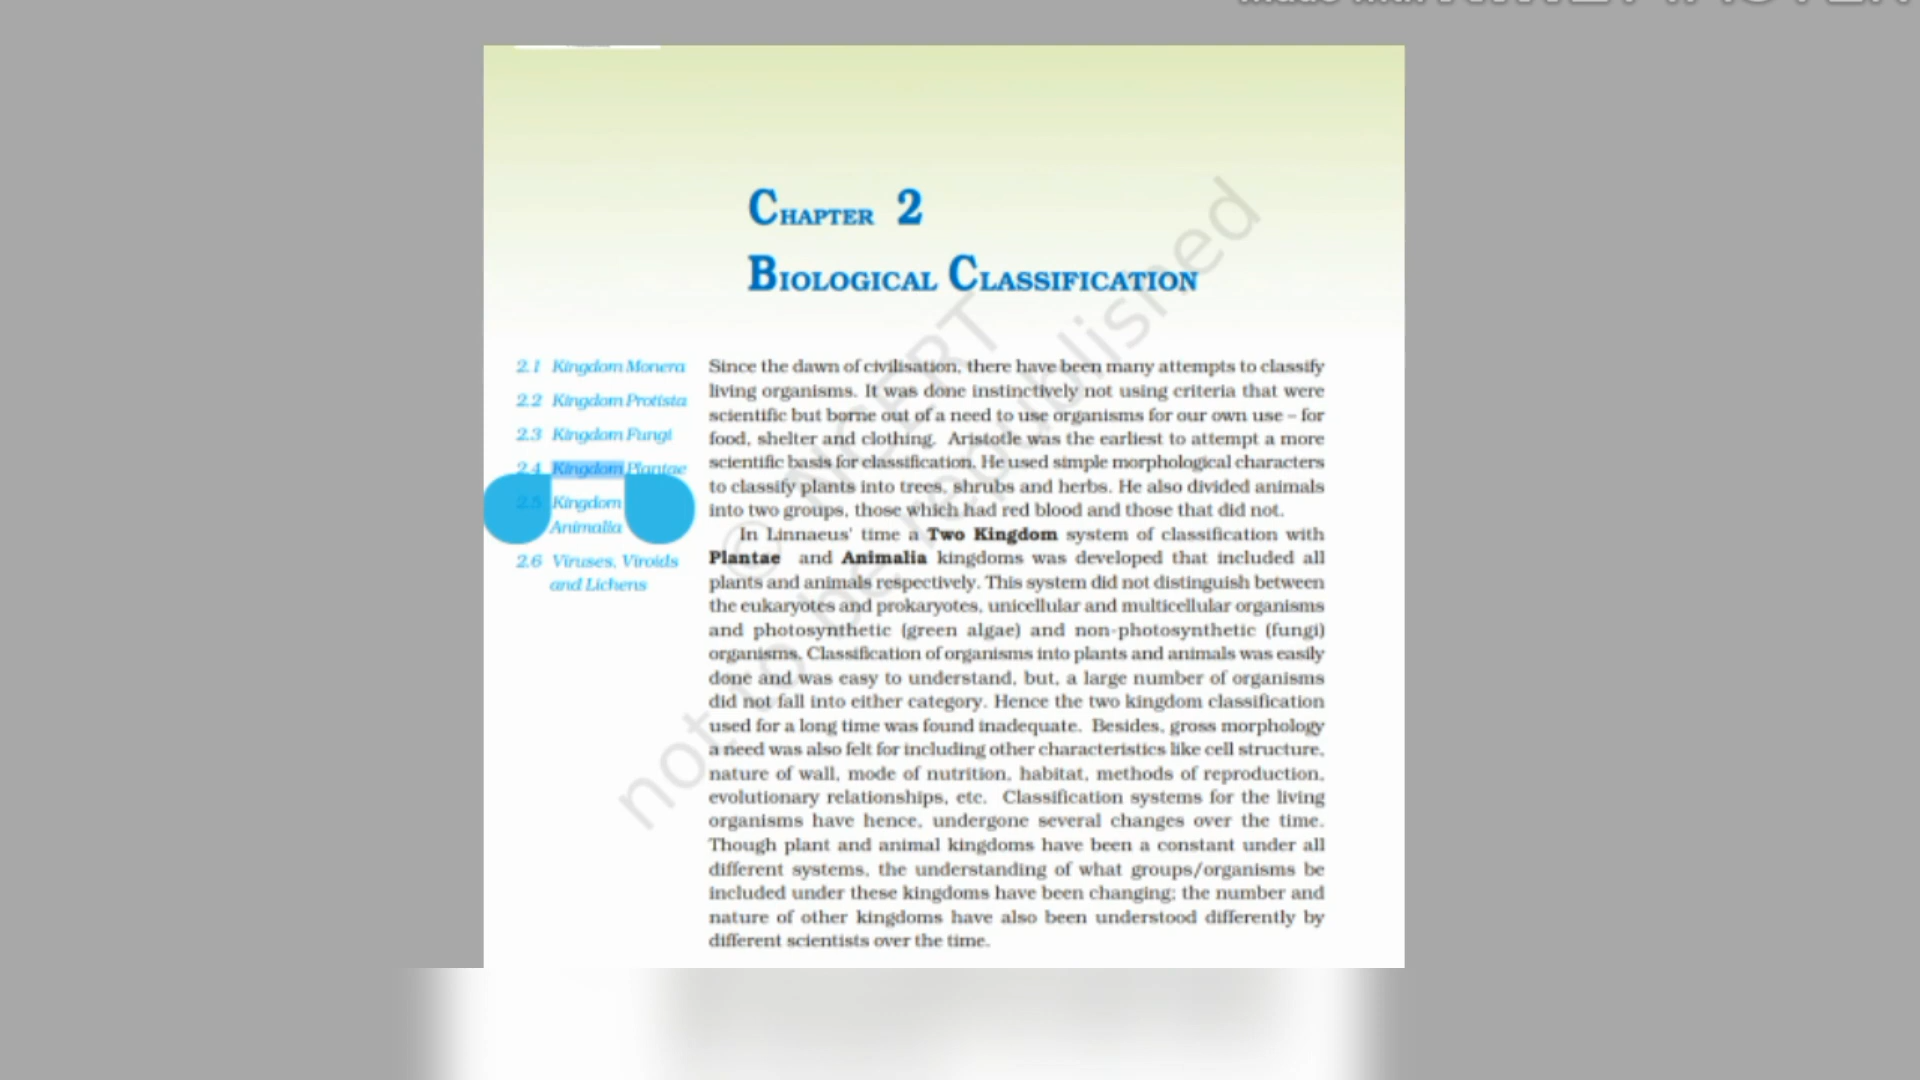 CHAPTER 2
BIOLOGICAL CLASSIFICATION
2.1 Kingdom Monera
2.2 Kingdom Protista
2.3 Kingdom Fungi
2.4 Kingdom Plantae
2.5 Kingdom
Animalia
2.6 Viruses, Viroids
and Lichens
Since the dawn of civilisation, there have been many attempts to classify
living organisms. It was done instinctively not using criteria that were
scientific but borne out of a need to use organisms for our own use – for
food, shelter and clothing. Aristotle was the earliest to attempt a more
scientific basis for classification. He used simple morphological characters
to classify plants into trees, shrubs and herbs. He also divided animals
into two groups, those which had red blood and those that did not.
In Linnaeus' time a Two Kingdom system of classification with
Plantae and Animalia kingdoms was developed that included all
plants and animals respectively. This system did not distinguish between
the eukaryotes and prokaryotes, unicellular and multicellular organisms
and photosynthetic (green algae) and non-photosynthetic (fungi)
organisms. Classification of organisms into plants and animals was easily
done and was easy to understand, but, a large number of organisms
did not fall into either category. Hence the two kingdom classification
used for a long time was found inadequate. Besides, gross morphology
a need was also felt for including other characteristics like cell structure,
nature of wall, mode of nutrition, habitat, methods of reproduction,
evolutionary relationships, etc. Classification systems for the living
organisms have hence, undergone several changes over the time.
Though plant and animal kingdoms have been a constant under all
different systems, the understanding of what groups/organisms be
included under these kingdoms have been changing; the number and
nature of other kingdoms have also been understood differently by
different scientists over the time.
© NCERT
not to be republished